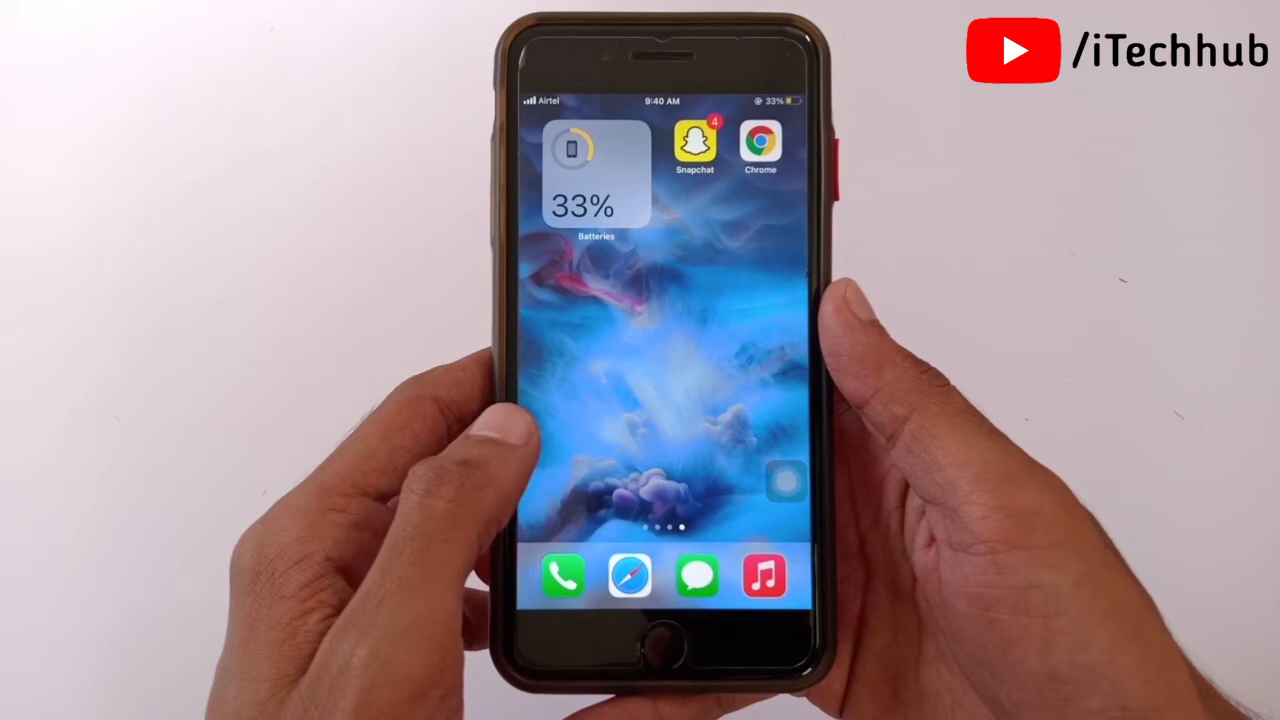 /iTechhub
Airtel 9:40 AM 33%
4
33%
Batteries
Snapchat
Chrome